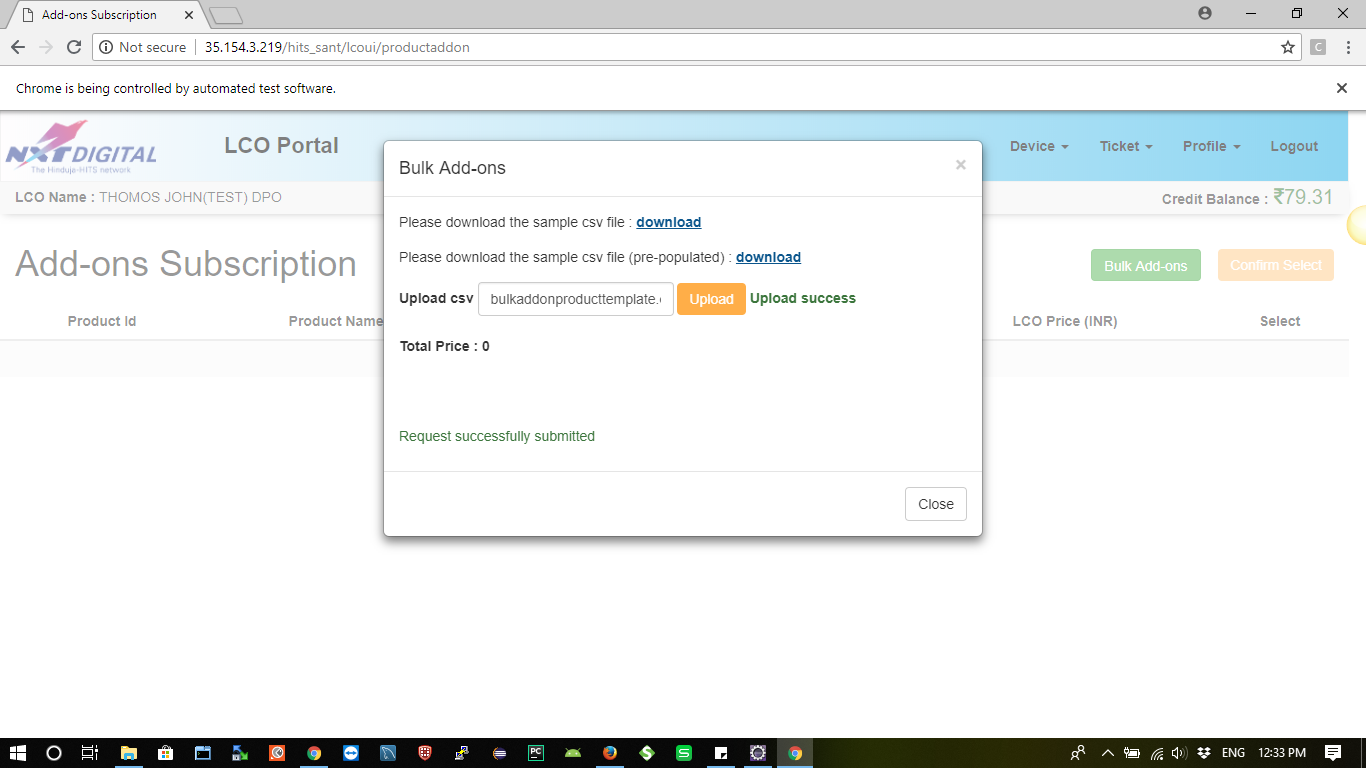 Add-ons Subscription
Not secure 35.154.3.219/hits_sant/lcoui/productaddon
C
Chrome is being controlled by automated test software.
NXTDIGITAL
The Hinduja-HITS network
LCO Portal
Device
Ticket
Profile
Logout
LCO Name : THOMOS JOHN(TEST) DPO
Credit Balance : ₹79.31
Add-ons Subscription
Bulk Add-ons
Confirm Select
Product Id
Product Name
LCO Price (INR)
Select
Bulk Add-ons
×
Please download the sample csv file : download
Please download the sample csv file (pre-populated) : download
Upload csv bulkaddonproducttemplate. Upload Upload success
Total Price : 0
Request successfully submitted
Close
PC
S
S
ENG 12:33 PM